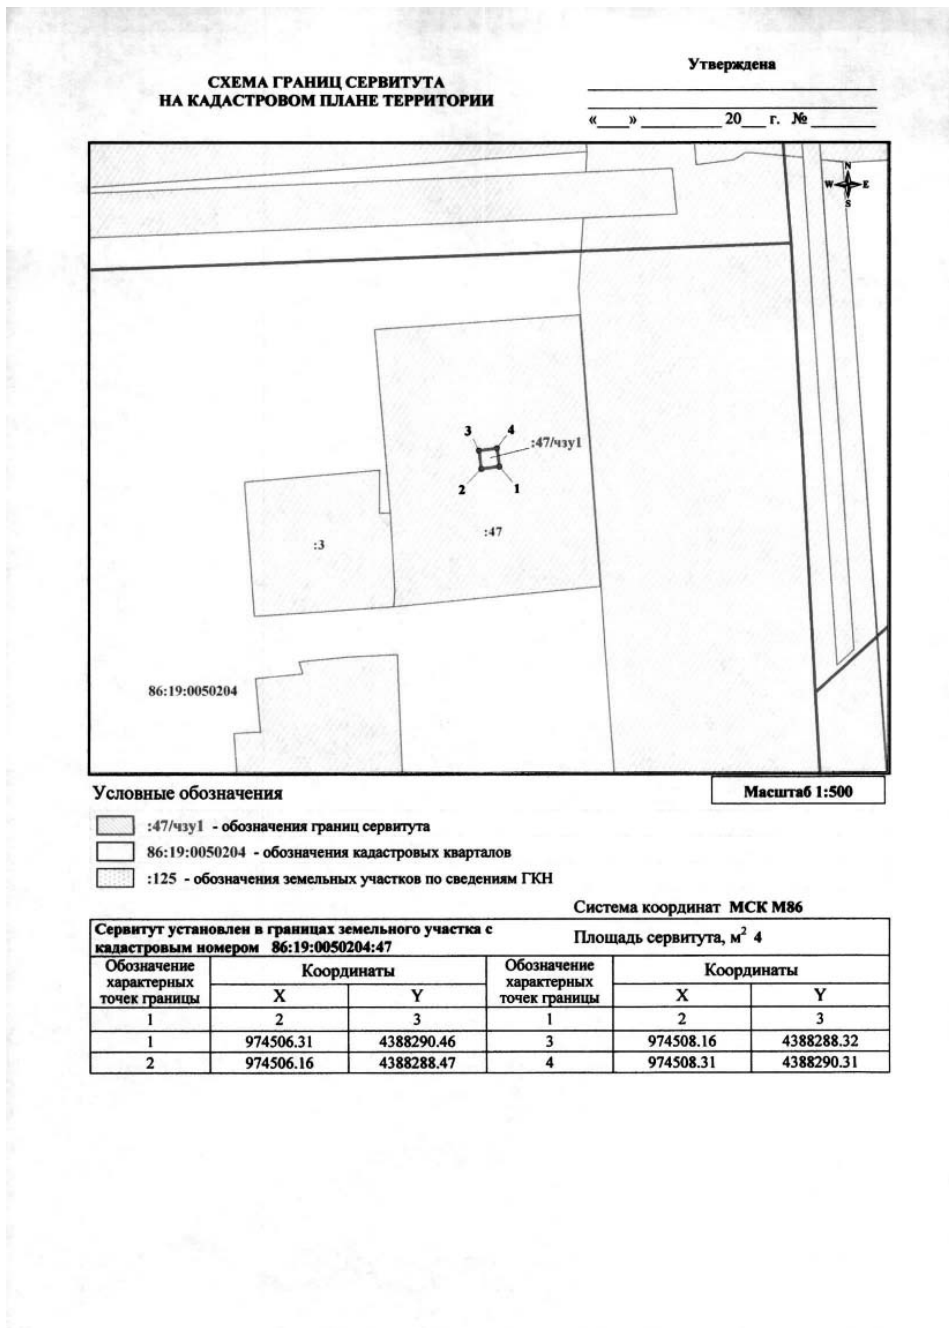 Утверждена
СХЕМА ГРАНИЦ СЕРВИТУТА
НА КАДАСТРОВОМ ПЛАНЕ ТЕРРИТОРИИ
«___» __________ 20___ г. № ________
N
W E
S
3 4
:47/чзу1
2 1
:47
:3
86:19:0050204
Условные обозначения
Масштаб 1:500
:47/чзу1 - обозначения границ сервитута
86:19:0050204 - обозначения кадастровых кварталов
:125 - обозначения земельных участков по сведениям ГКН
Система координат МСК М86
Сервитут установлен в границах земельного участка с
кадастровым номером 86:19:0050204:47
Площадь сервитута, м² 4
Обозначение характерных точек границы Координаты Обозначение характерных точек границы Координаты
X Y X Y
1 2 3 1 2 3
1 974506.31 4388290.46 3 974508.16 4388288.32
2 974506.16 4388288.47 4 974508.31 4388290.31